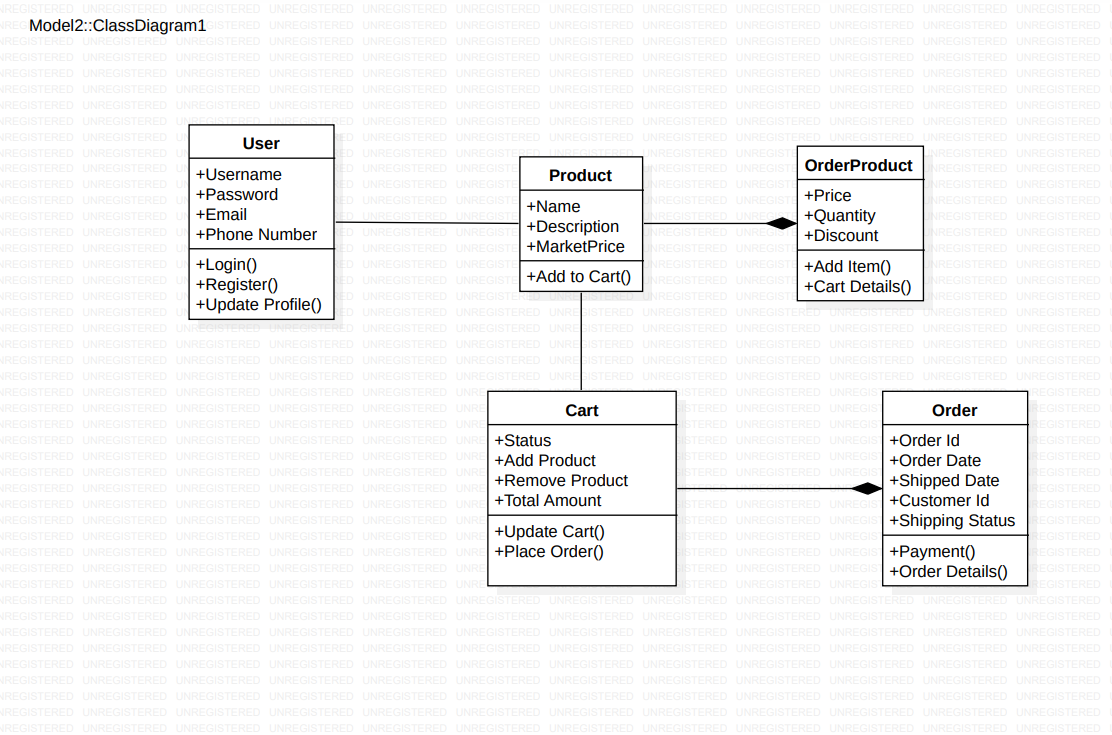 Model2::ClassDiagram1
User
+Username
+Password
+Email
+Phone Number
+Login()
+Register()
+Update Profile()
Product
+Name
+Description
+MarketPrice
+Add to Cart()
OrderProduct
+Price
+Quantity
+Discount
+Add Item()
+Cart Details()
Cart
+Status
+Add Product
+Remove Product
+Total Amount
+Update Cart()
+Place Order()
Order
+Order Id
+Order Date
+Shipped Date
+Customer Id
+Shipping Status
+Payment()
+Order Details()
UNREGISTERED